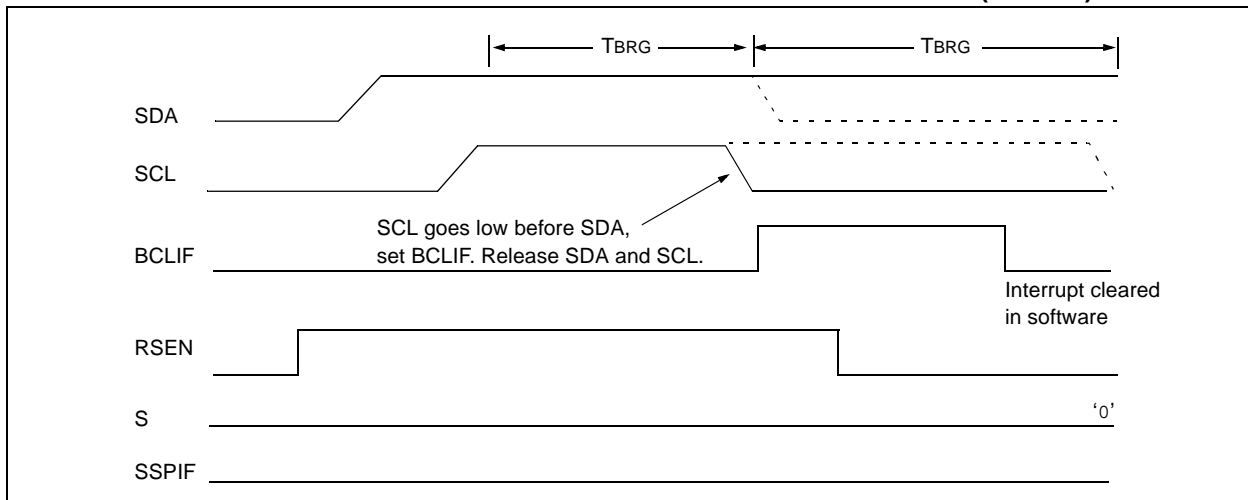 TBRG TBRG
SDA
SCL
SCL goes low before SDA,
set BCLIF. Release SDA and SCL.
BCLIF
Interrupt cleared
in software
RSEN
S ‘0’
SSPIF